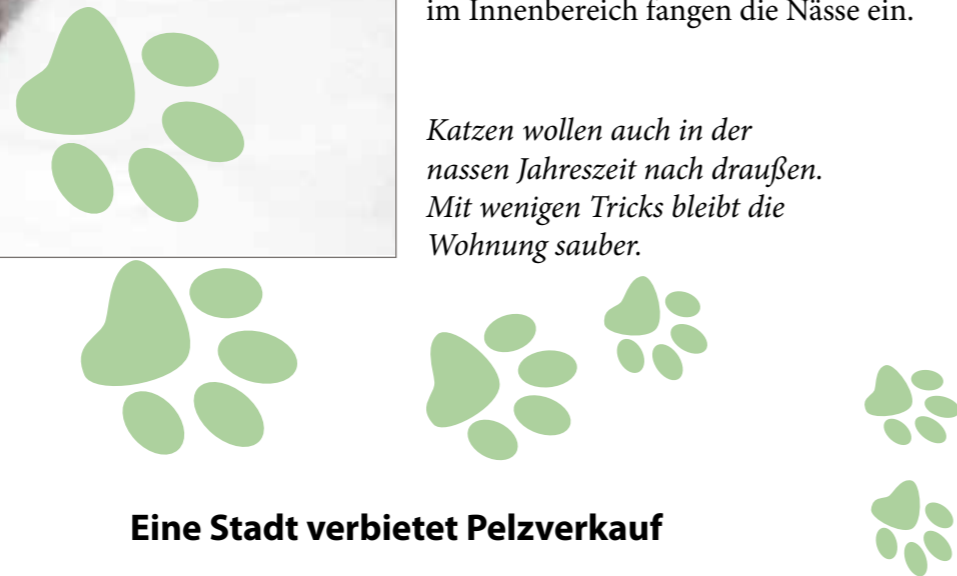 im Innenbereich fangen die Nässe ein.
Katzen wollen auch in der
nassen Jahreszeit nach draußen.
Mit wenigen Tricks bleibt die
Wohnung sauber.
Eine Stadt verbietet Pelzverkauf